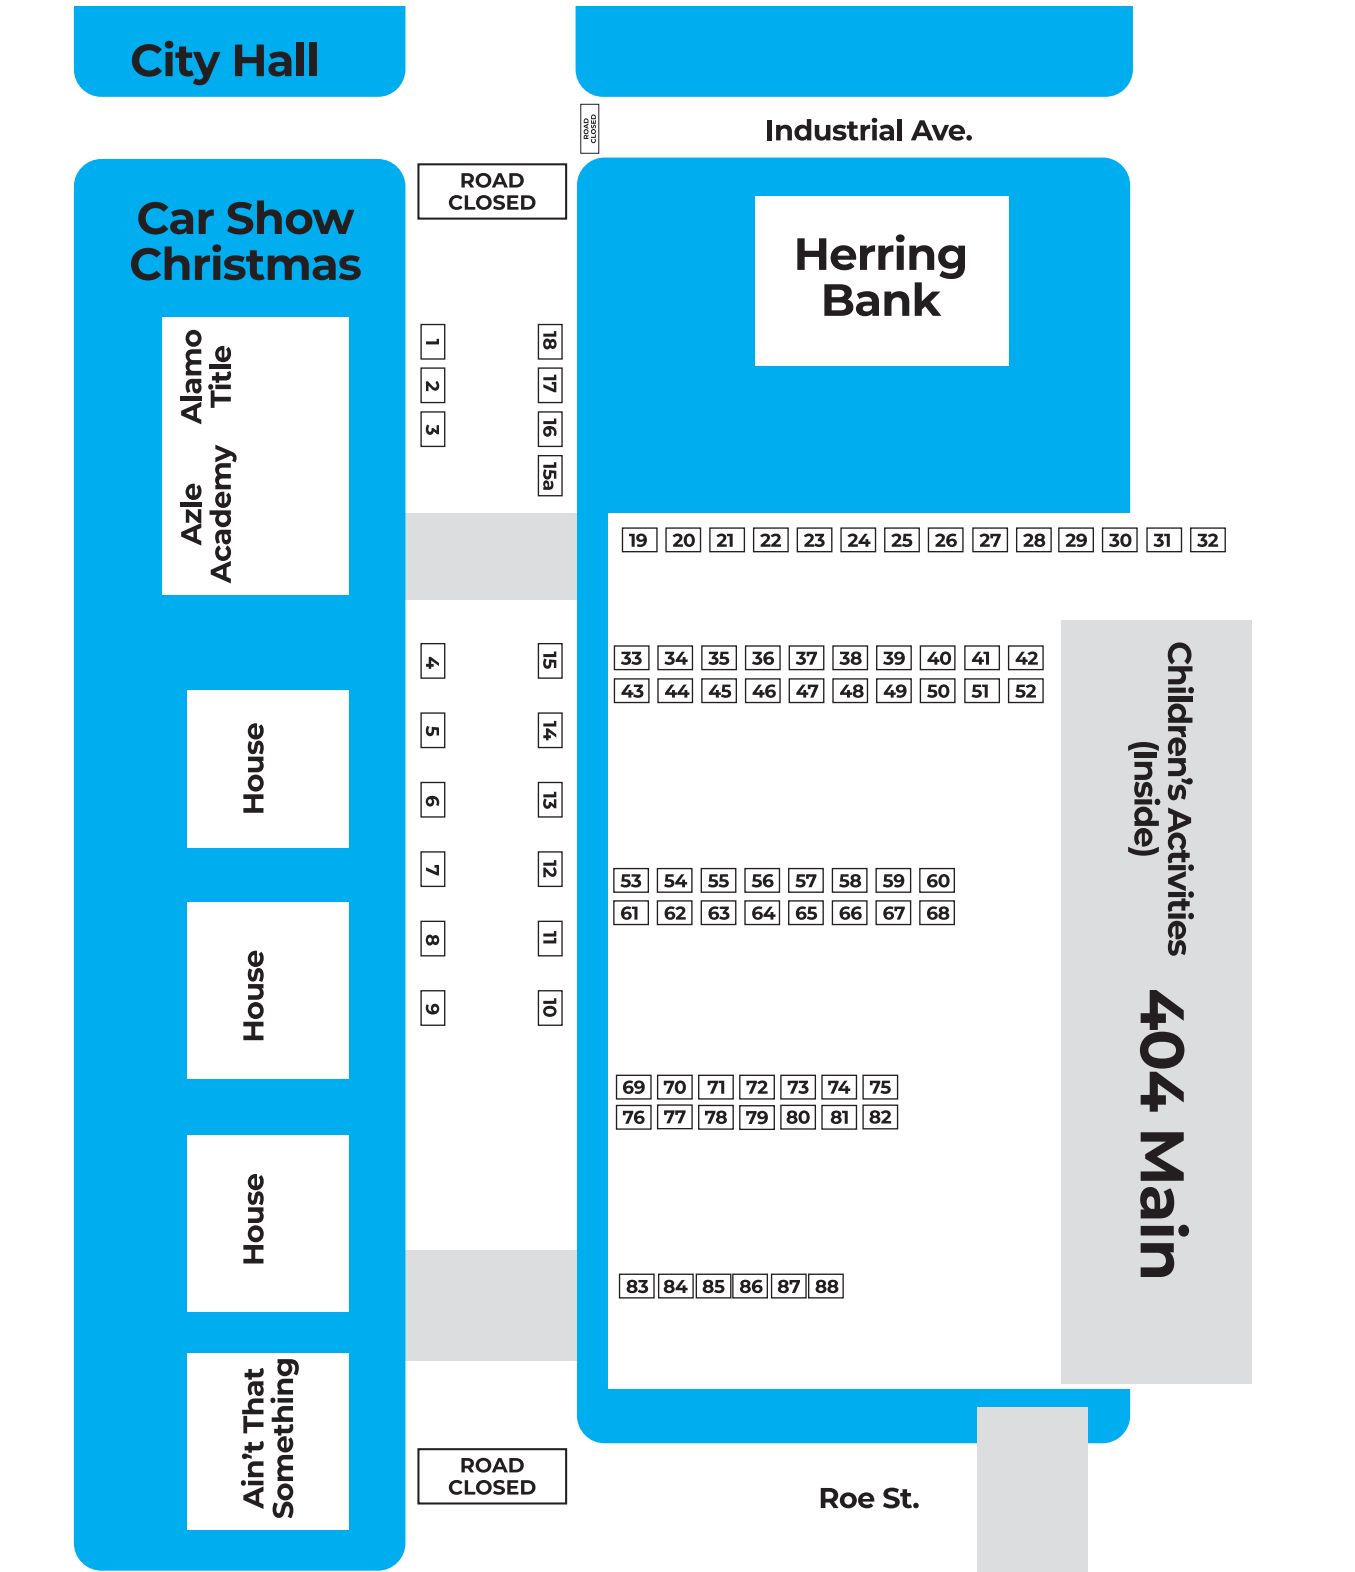 City Hall
ROAD
CLOSED
Industrial Ave.
ROAD
CLOSED
Car Show
Christmas
Herring
Bank
Alamo
Title
Azle
Academy
1
18
2
17
3
16
15a
19 20 21 22 23 24 25 26 27 28 29 30 31 32
4
15
5
14
6
13
7
12
8
11
9
10
33 34 35 36 37 38 39 40 41 42
43 44 45 46 47 48 49 50 51 52
53 54 55 56 57 58 59 60
61 62 63 64 65 66 67 68
69 70 71 72 73 74 75
76 77 78 79 80 81 82
83 84 85 86 87 88
Children's Activities
(Inside)
404 Main
House
House
House
Ain't That
Something
ROAD
CLOSED
Roe St.